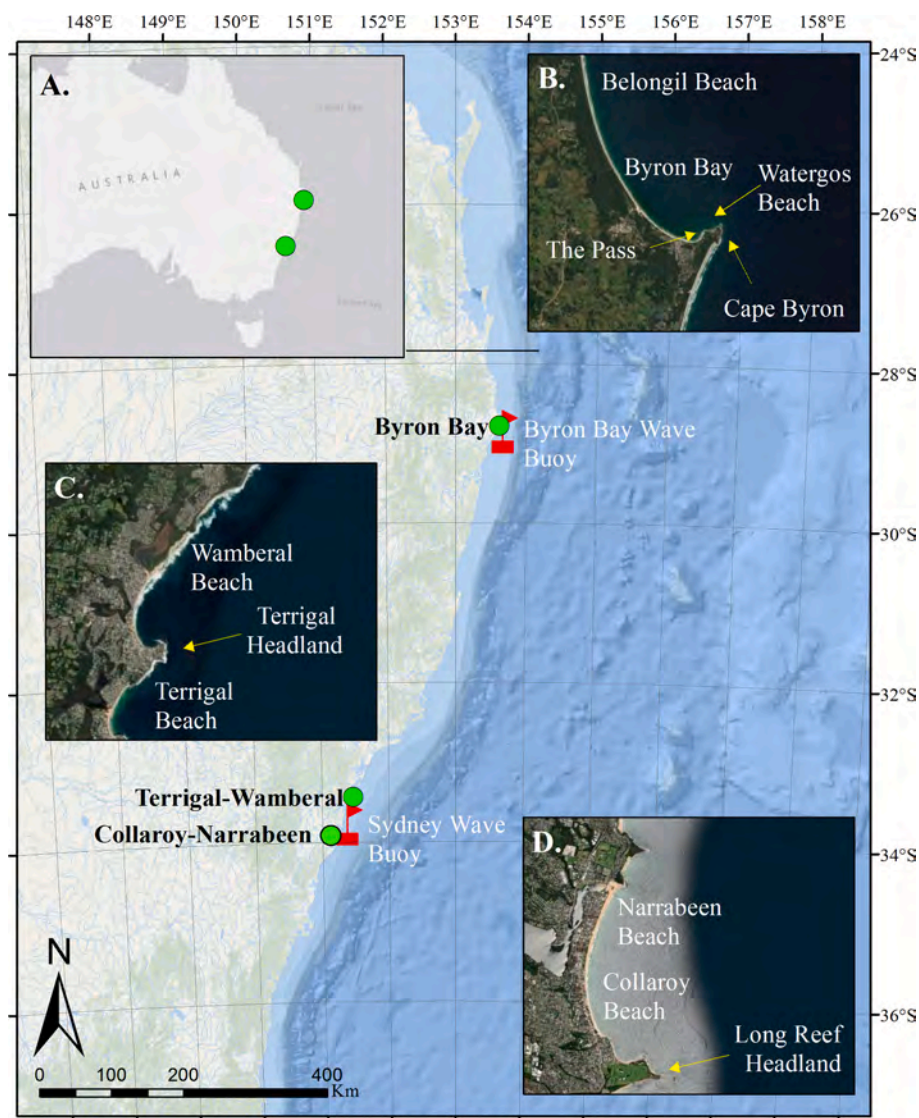 148°E 149°E 150°E 151°E 152°E 153°E 154°E 155°E 156°E 157°E 158°E
24°S
A.
AUSTRALIA
B.
Belongil Beach
Byron Bay
Watergos
Beach
The Pass
Cape Byron
26°S
28°S
Byron Bay
Byron Bay Wave
Buoy
C.
Wamberal
Beach
Terrigal
Headland
Terrigal
Beach
30°S
32°S
Terrigal-Wamberal
Collaroy-Narrabeen
Sydney Wave
Buoy
34°S
D.
Narrabeen
Beach
Collaroy
Beach
Long Reef
Headland
36°S
N
0 100 200 400
Km